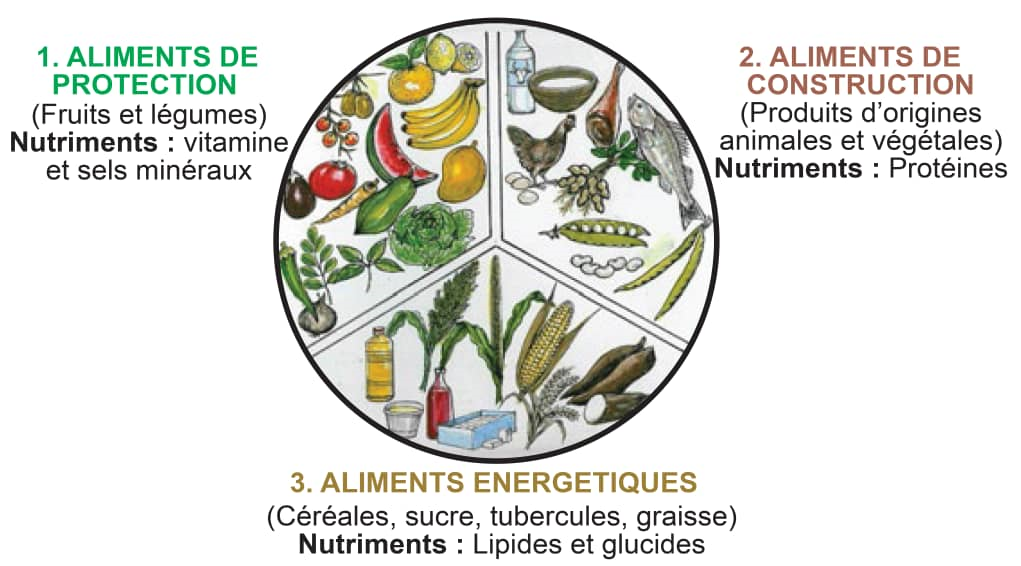 1. ALIMENTS DE
PROTECTION
(Fruits et légumes)
Nutriments : vitamine
et sels minéraux
2. ALIMENTS DE
CONSTRUCTION
(Produits d’origines
animales et végétales)
Nutriments : Protéines
3. ALIMENTS ENERGETIQUES
(Céréales, sucre, tubercules, graisse)
Nutriments : Lipides et glucides